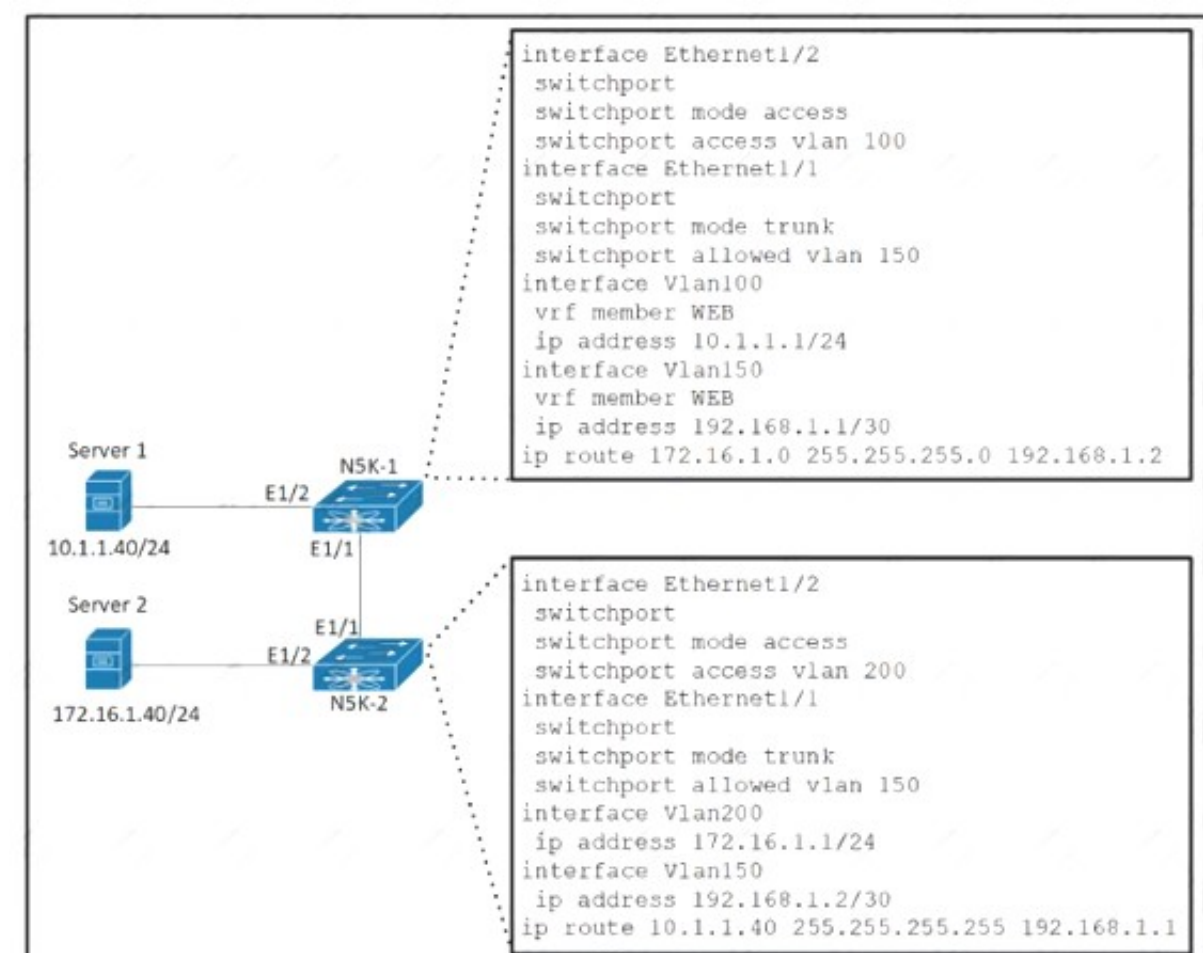 interface Ethernet1/2
switchport
switchport mode access
switchport access vlan 100
interface Ethernet1/1
switchport
switchport mode trunk
switchport allowed vlan 150
interface Vlan100
vrf member WEB
ip address 10.1.1.1/24
interface Vlan150
vrf member WEB
ip address 192.168.1.1/30
ip route 172.16.1.0 255.255.255.0 192.168.1.2
Server 1
N5K-1
E1/2
10.1.1.40/24
E1/1
Server 2
E1/1
E1/2
N5K-2
172.16.1.40/24
interface Ethernet1/2
switchport
switchport mode access
switchport access vlan 200
interface Ethernet1/1
switchport
switchport mode trunk
switchport allowed vlan 150
interface Vlan200
ip address 172.16.1.1/24
interface Vlan150
ip address 192.168.1.2/30
ip route 10.1.1.40 255.255.255.255 192.168.1.1